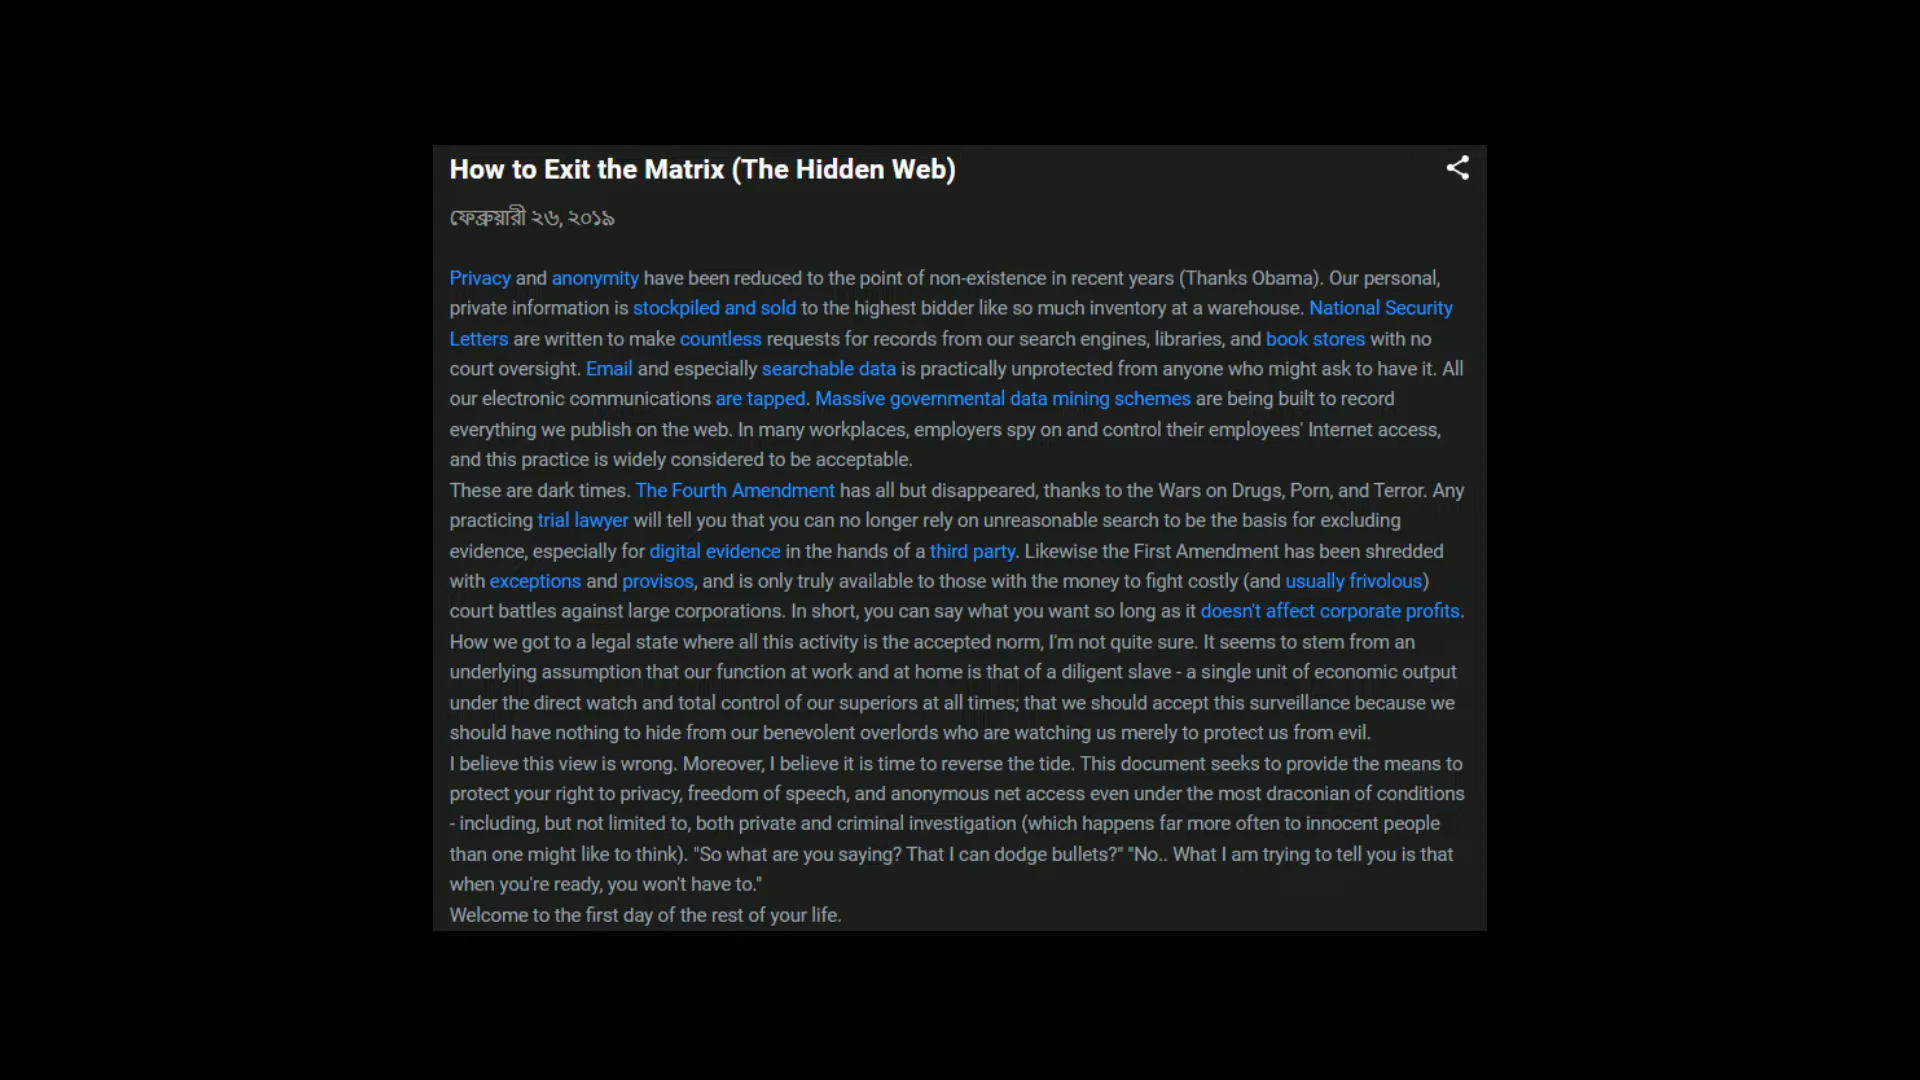 How to Exit the Matrix (The Hidden Web)
ফেব্রুয়ারী ২৬, ২০১৯
Privacy and anonymity have been reduced to the point of non-existence in recent years (Thanks Obama). Our personal,
private information is stockpiled and sold to the highest bidder like so much inventory at a warehouse. National Security
Letters are written to make countless requests for records from our search engines, libraries, and book stores with no
court oversight. Email and especially searchable data is practically unprotected from anyone who might ask to have it. All
our electronic communications are tapped. Massive governmental data mining schemes are being built to record
everything we publish on the web. In many workplaces, employers spy on and control their employees' Internet access,
and this practice is widely considered to be acceptable.
These are dark times. The Fourth Amendment has all but disappeared, thanks to the Wars on Drugs, Porn, and Terror. Any
practicing trial lawyer will tell you that you can no longer rely on unreasonable search to be the basis for excluding
evidence, especially for digital evidence in the hands of a third party. Likewise the First Amendment has been shredded
with exceptions and provisos, and is only truly available to those with the money to fight costly (and usually frivolous)
court battles against large corporations. In short, you can say what you want so long as it doesn't affect corporate profits.
How we got to a legal state where all this activity is the accepted norm, I'm not quite sure. It seems to stem from an
underlying assumption that our function at work and at home is that of a diligent slave - a single unit of economic output
under the direct watch and total control of our superiors at all times; that we should accept this surveillance because we
should have nothing to hide from our benevolent overlords who are watching us merely to protect us from evil.
I believe this view is wrong. Moreover, I believe it is time to reverse the tide. This document seeks to provide the means to
protect your right to privacy, freedom of speech, and anonymous net access even under the most draconian of conditions
- including, but not limited to, both private and criminal investigation (which happens far more often to innocent people
than one might like to think). "So what are you saying? That I can dodge bullets?" "No.. What I am trying to tell you is that
when you're ready, you won't have to."
Welcome to the first day of the rest of your life.